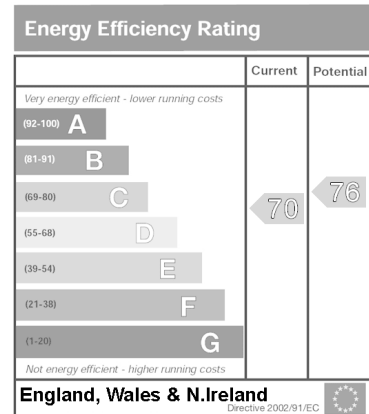 Energy Efficiency Rating
Current Potential
Very energy efficient - lower running costs
(92-100) A
(81-91) B
(69-80) C
70
76
(55-68) D
(39-54) E
(21-38) F
(1-20) G
Not energy efficient - higher running costs
England, Wales & N.Ireland
Directive 2002/91/EC